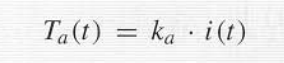 Tₐ(t) = kₐ · i(t)